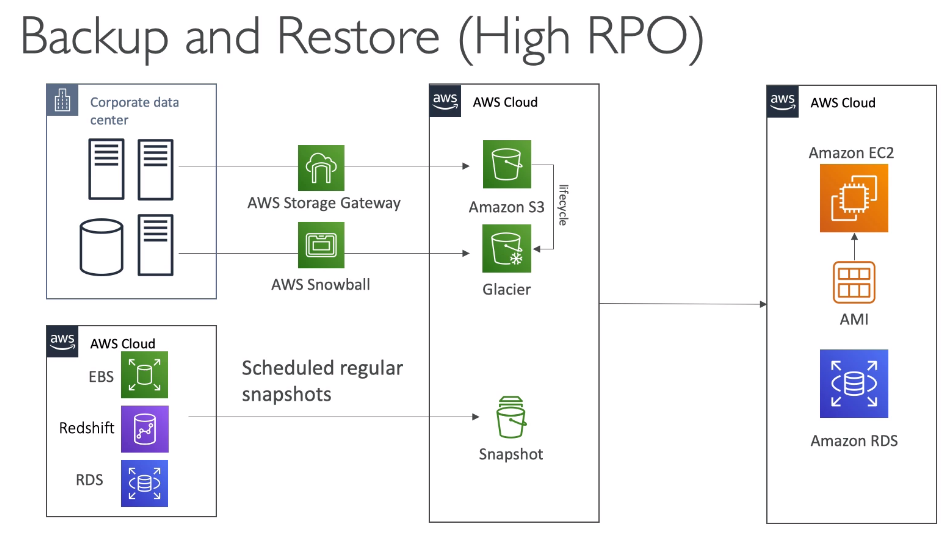 Backup and Restore (High RPO)
Corporate data
center
AWS Storage Gateway
AWS Snowball
aws
AWS Cloud
Amazon S3
lifecycle
Glacier
aws
AWS Cloud
Amazon EC2
AMI
Amazon RDS
aws
AWS Cloud
EBS
Redshift
RDS
Scheduled regular
snapshots
Snapshot